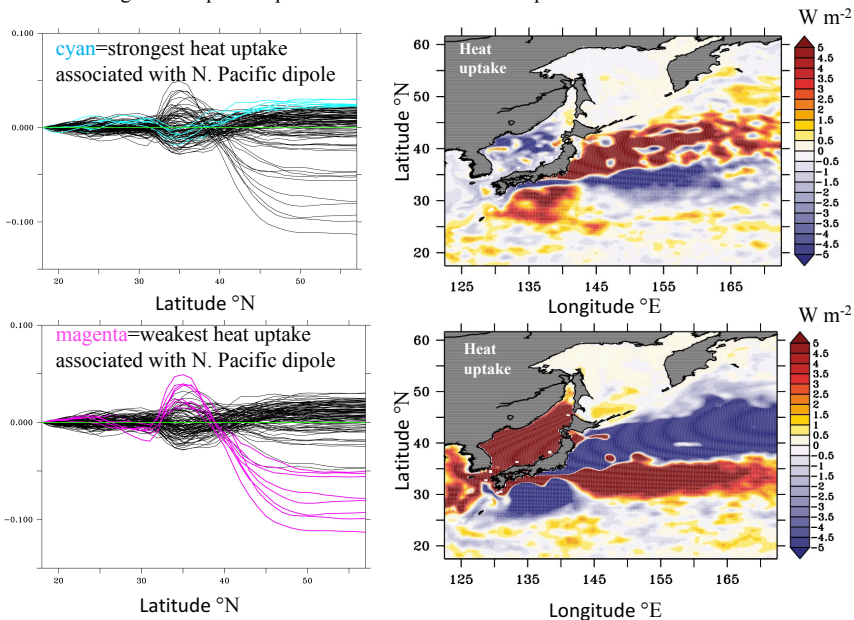 W m-2
cyan=strongest heat uptake
associated with N. Pacific dipole
0.100
0.000
-0.100
20 30 40 50
Latitude °N
Heat
uptake
Latitude °N
60
50
40
30
20
125 135 145 155 165
Longitude °E
5
4.5
4
3.5
3
2.5
2
1.5
1
0.5
0
-0.5
-1
-1.5
-2
-2.5
-3
-3.5
-4
-4.5
-5
W m-2
magenta=weakest heat uptake
associated with N. Pacific dipole
0.100
0.000
-0.100
20 30 40 50
Latitude °N
Heat
uptake
Latitude °N
60
50
40
30
20
125 135 145 155 165
Longitude °E
5
4.5
4
3.5
3
2.5
2
1.5
1
0.5
0
-0.5
-1
-1.5
-2
-2.5
-3
-3.5
-4
-4.5
-5